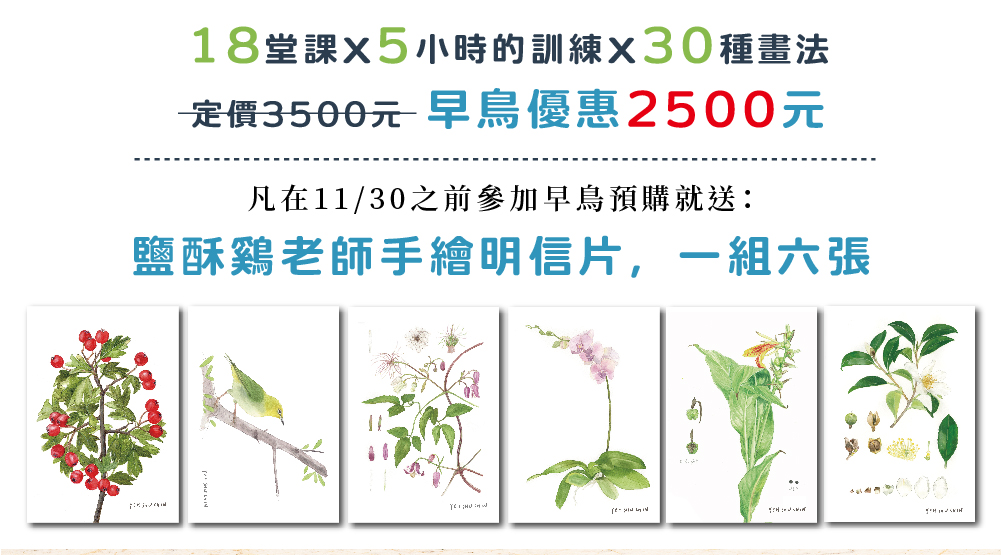 18堂課X5小時的訓練X30種畫法
定價3500元 早鳥優惠2500元
凡在11/30之前參加早鳥預購就送：
鹽酥鷄老師手繪明信片，一組六張